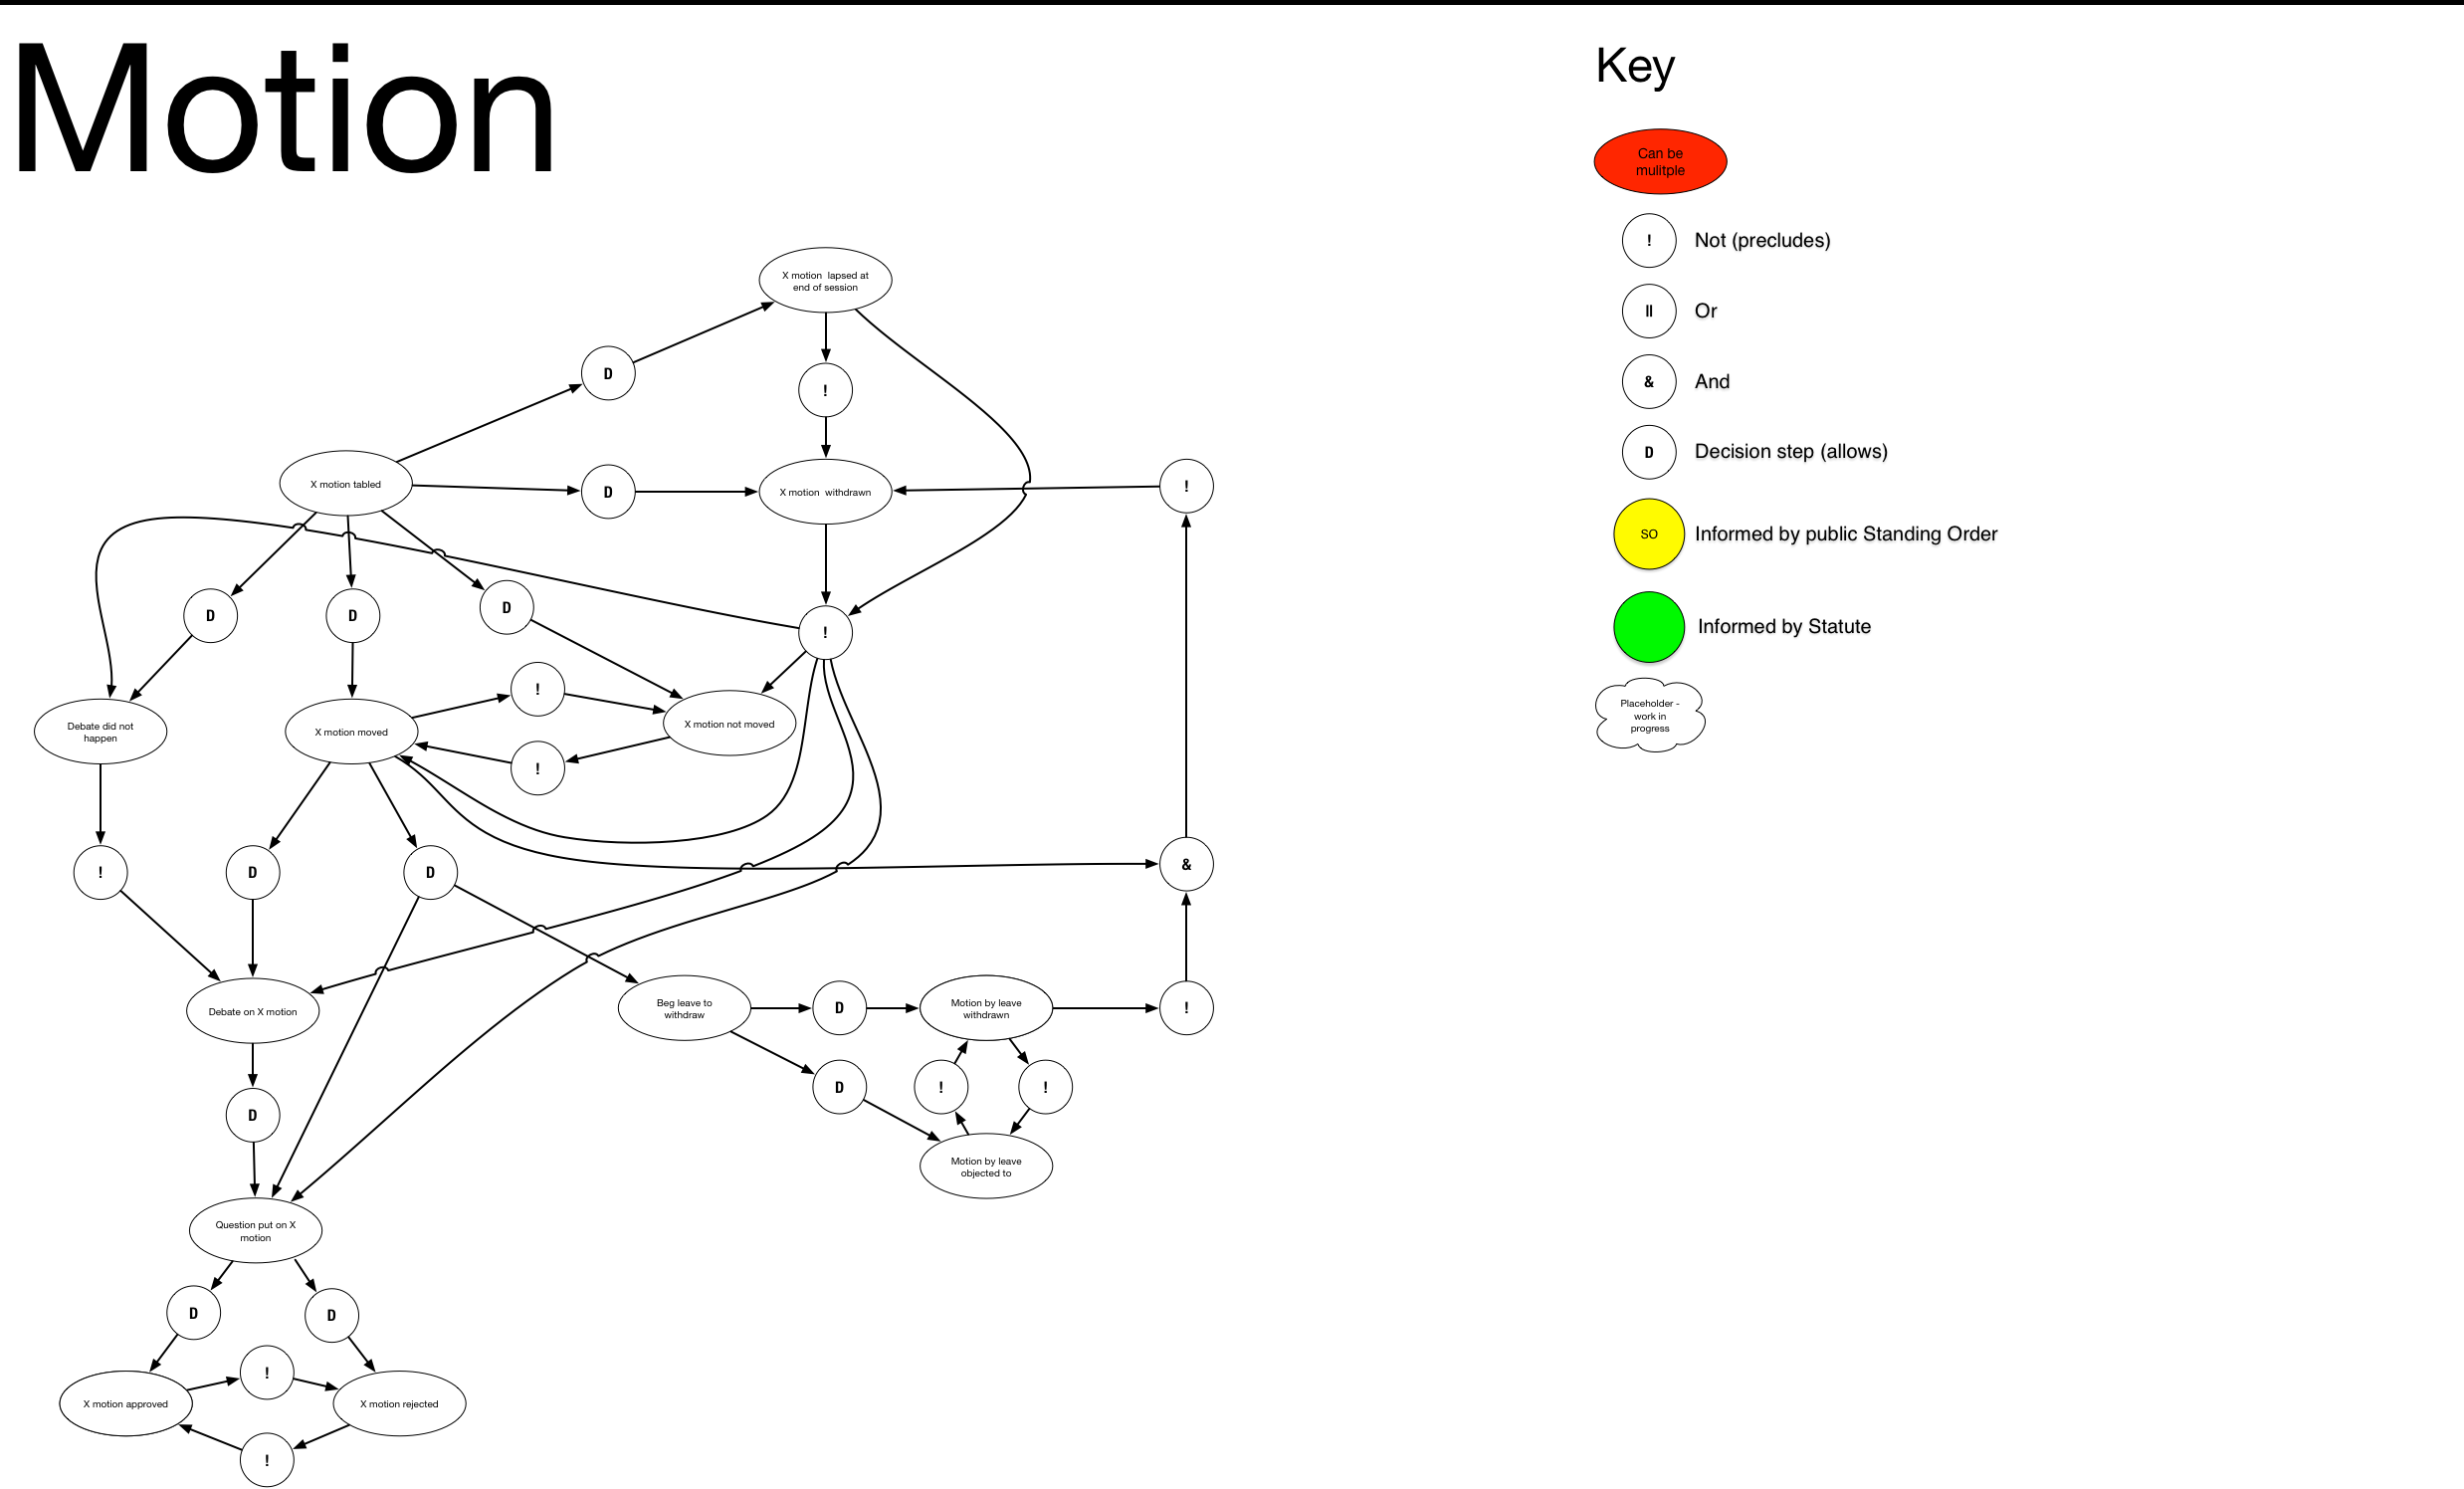 Motion
Key
Can be
mulitple
! Not (precludes)
|| Or
& And
D Decision step (allows)
SO Informed by public Standing Order
Informed by Statute
Placeholder -
work in
progress
X motion lapsed at
end of session
D
!
X motion tabled
D
X motion withdrawn
!
D
D
D
!
!
X motion not moved
Debate did not
happen
X motion moved
!
!
D
D
&
Debate on X motion
Beg leave to
withdraw
D
Motion by leave
withdrawn
!
D
D
!
!
Motion by leave
objected to
Question put on X
motion
D
D
!
X motion approved
X motion rejected
!